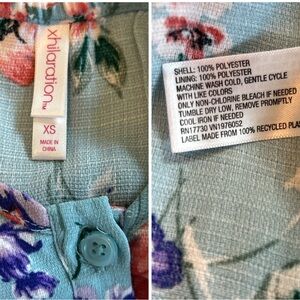 xhilaration™
XS
MADE IN
CHINA
SHELL: 100% POLYESTER
LINING: 100% POLYESTER
MACHINE WASH COLD, GENTLE CYCLE
WITH LIKE COLORS
ONLY NON-CHLORINE BLEACH IF NEEDED
TUMBLE DRY LOW, REMOVE PROMPTLY
COOL IRON IF NEEDED
RN17730 VN1976052
LABEL MADE FROM 100% RECYCLED PLA